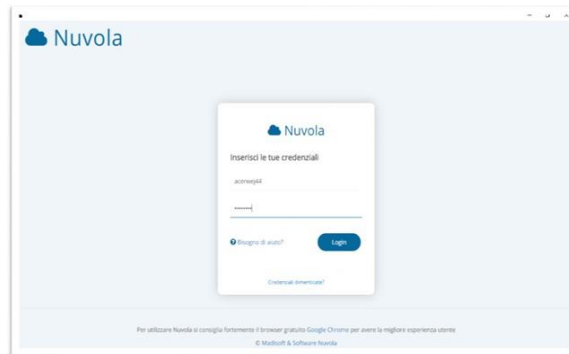 Nuvola
Nuvola
Inserisci le tue credenziali
Bisogno di aiuto?
Login
Credenziali dimenticate?
Per utilizzare Nuvola si consiglia fortemente il browser gratuito Google Chrome per avere la migliore esperienza utente
© Madisoft & Software Nuvola